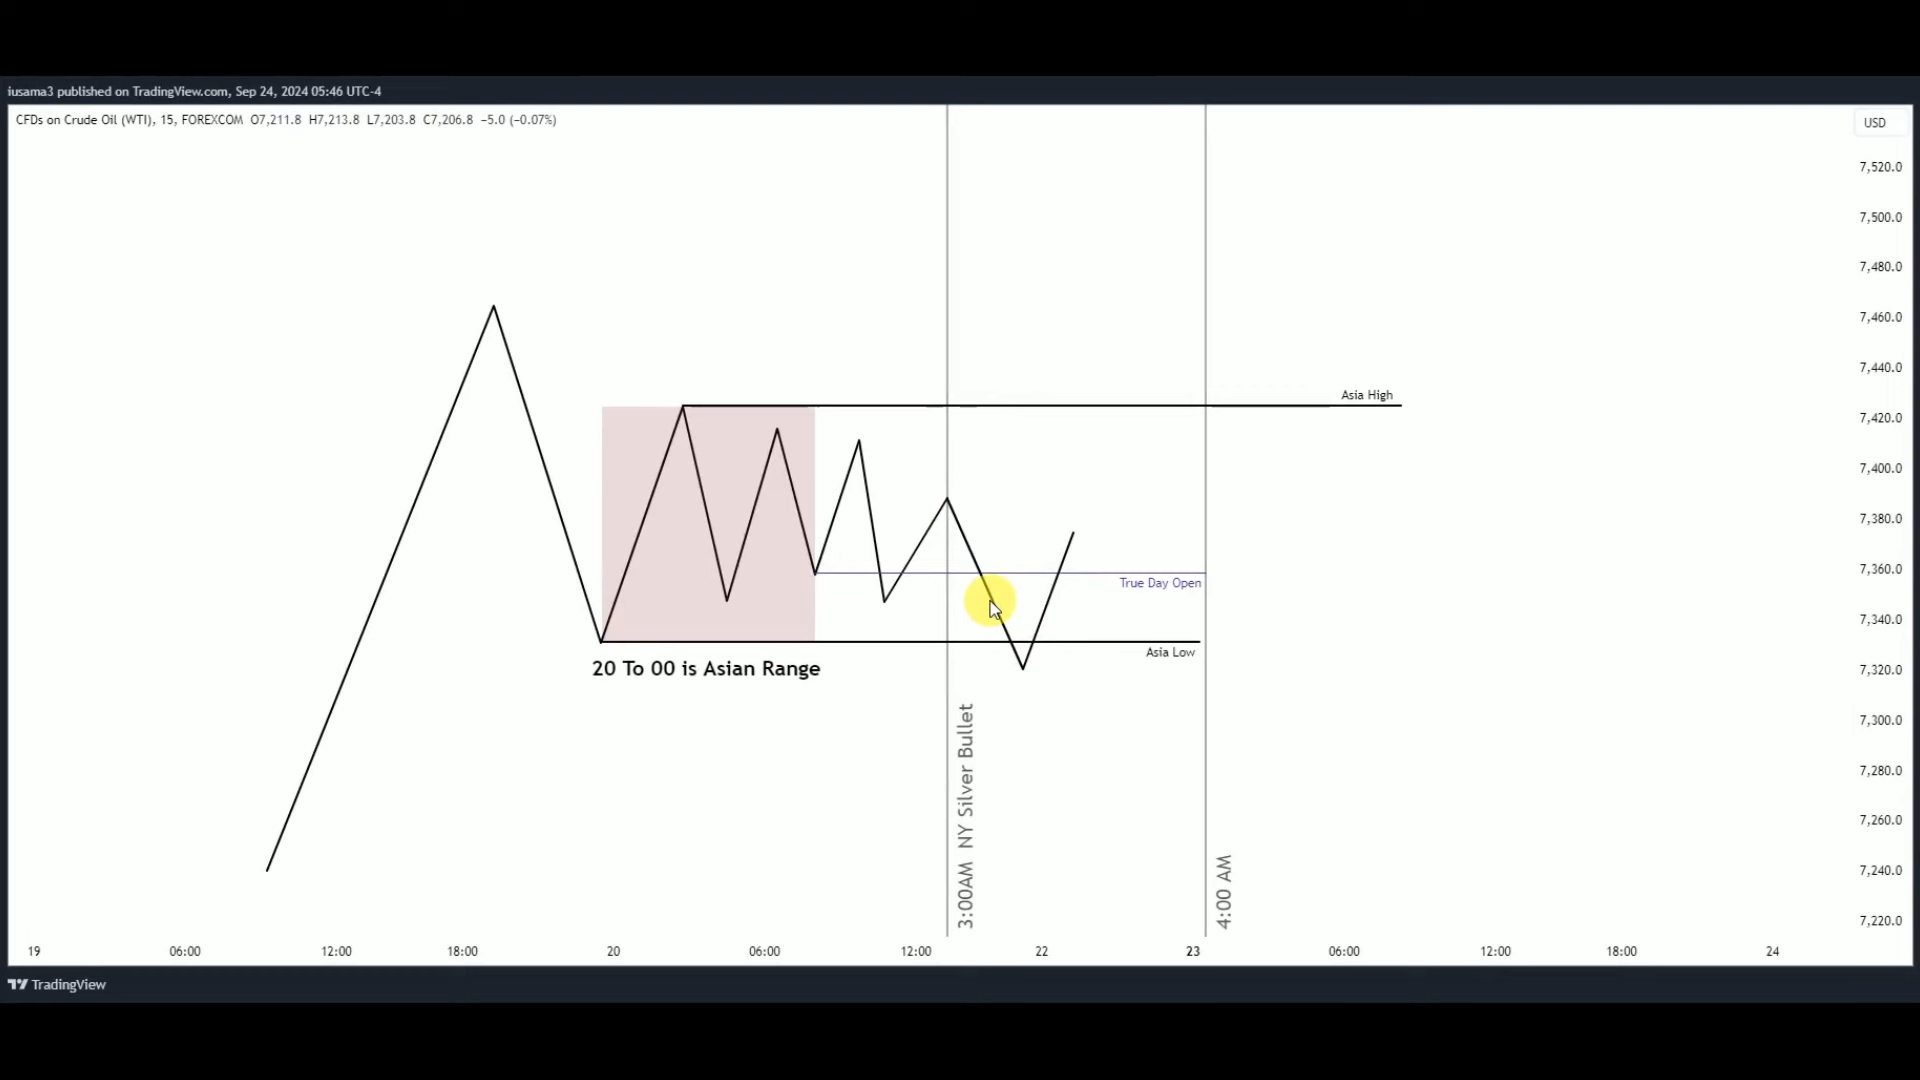 iusama3 published on TradingView.com, Sep 24, 2024 05:46 UTC-4
CFDs on Crude Oil (WTI), 15, FOREXCOM O7,211.8 H7,213.8 L7,203.8 C7,206.8 −5.0 (−0.07%)
USD
7,520.0
7,500.0
7,480.0
7,460.0
7,440.0
7,420.0
7,400.0
7,380.0
7,360.0
7,340.0
7,320.0
7,300.0
7,280.0
7,260.0
7,240.0
7,220.0
Asia High
True Day Open
Asia Low
20 To 00 is Asian Range
3:00AM NY Silver Bullet
4:00 AM
19 06:00 12:00 18:00 20 06:00 12:00 22 23 06:00 12:00 18:00 24
TradingView